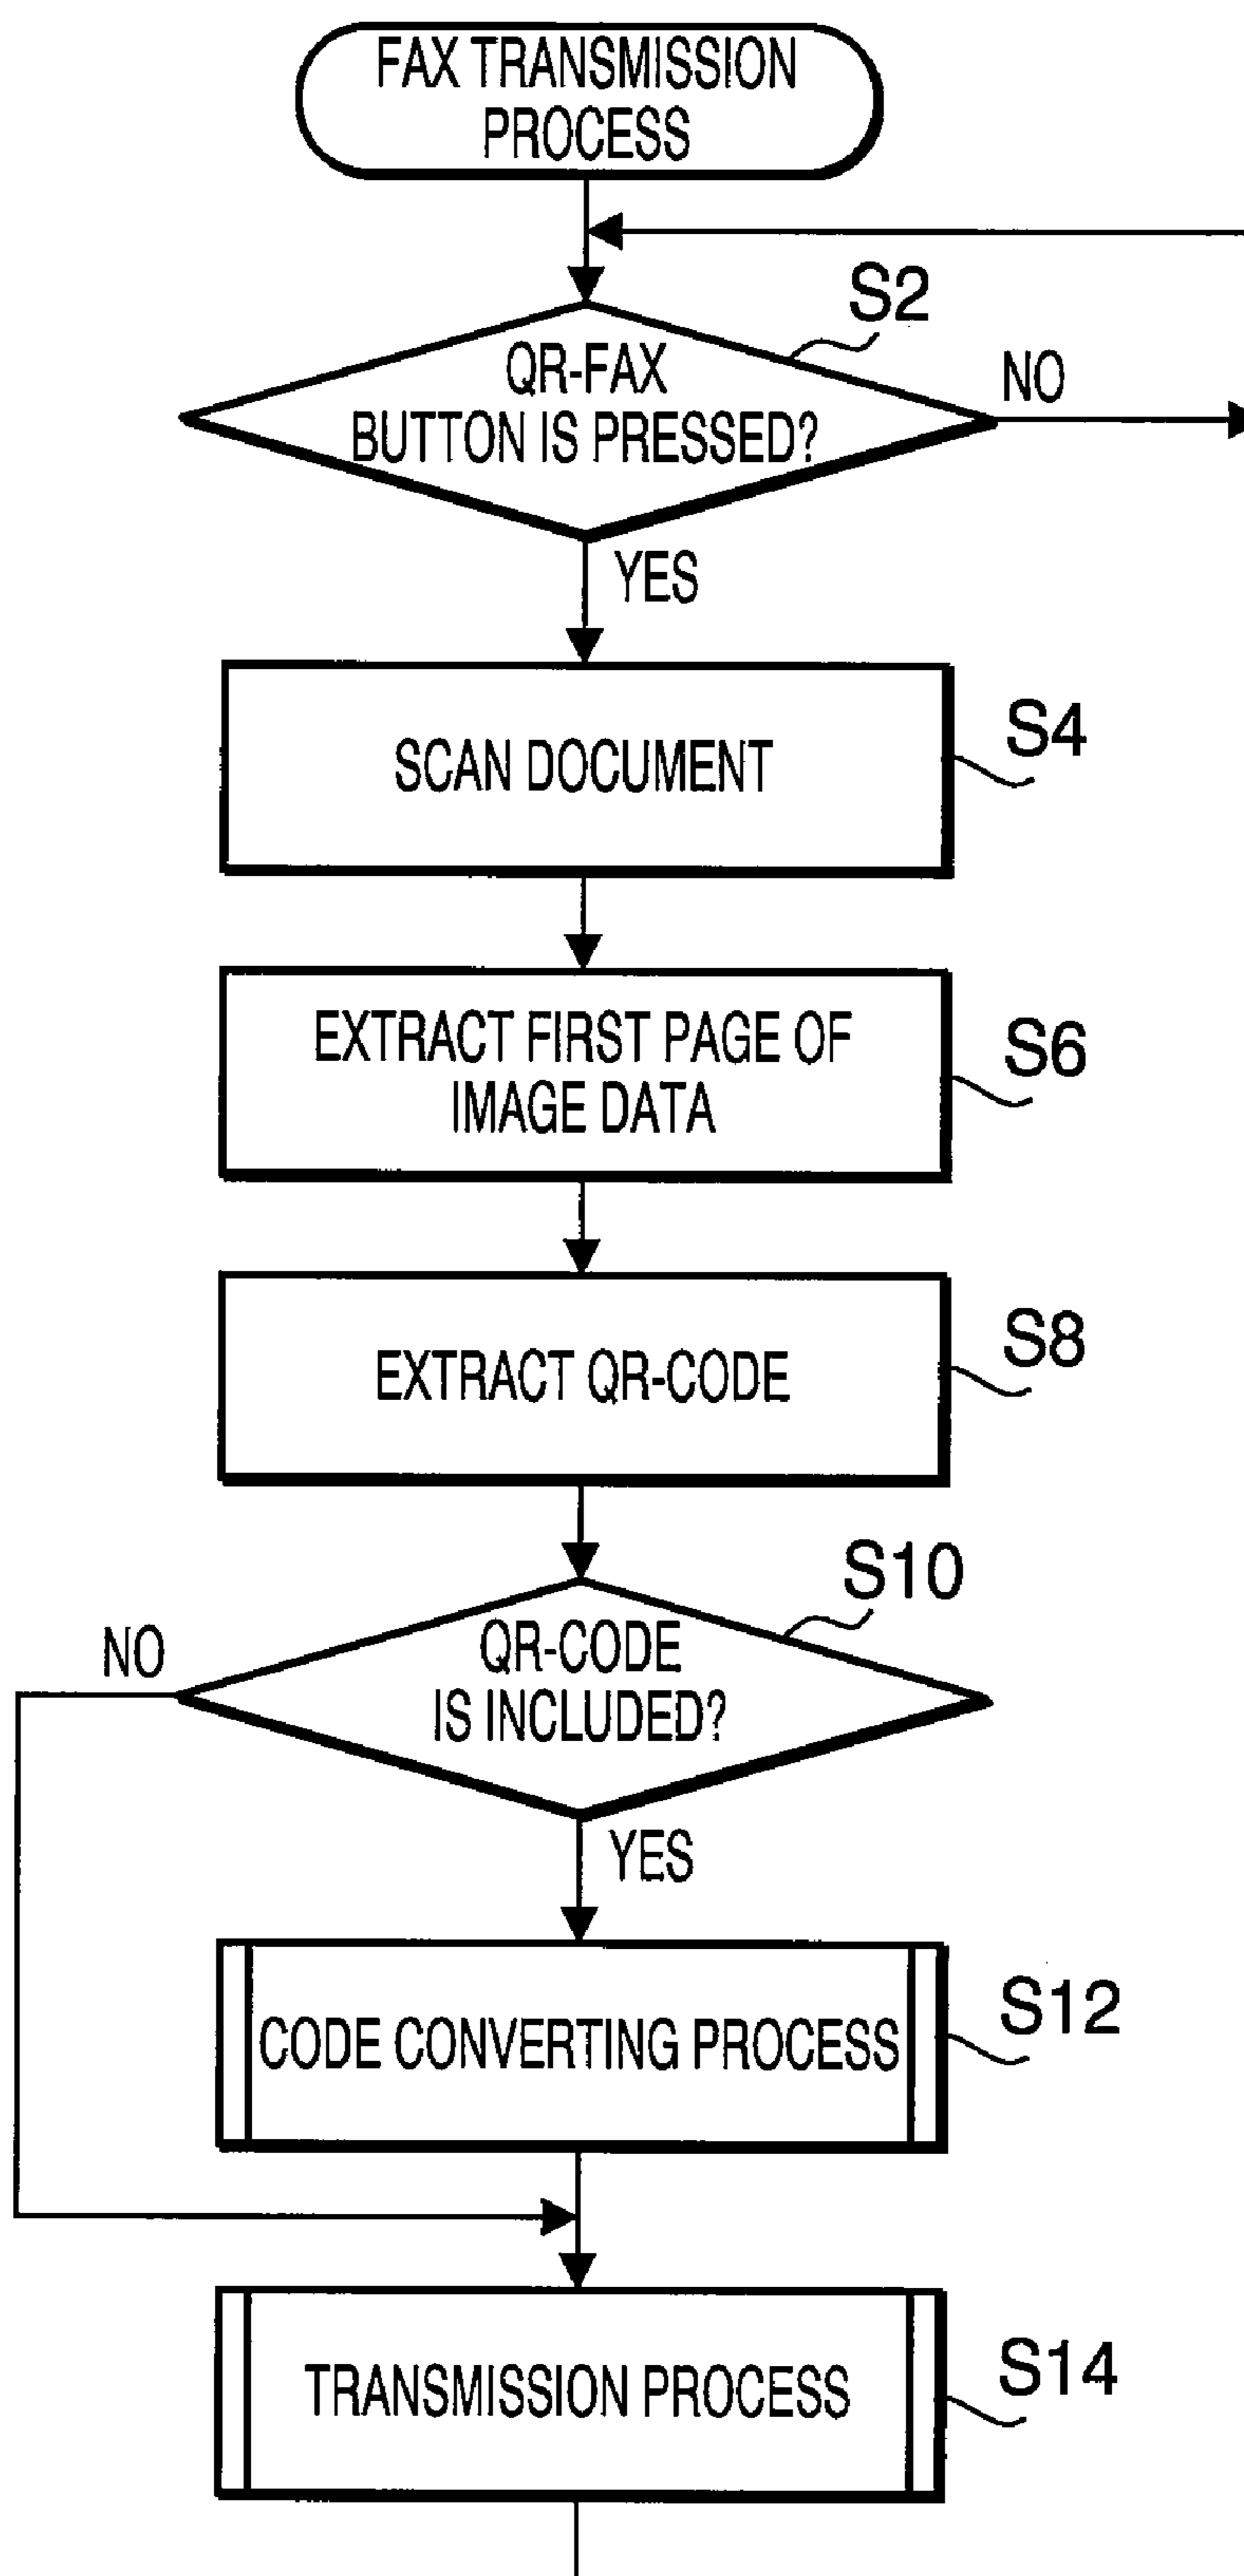 FAX TRANSMISSION
PROCESS
S2
QR-FAX
BUTTON IS PRESSED?
NO
YES
SCAN DOCUMENT
S4
EXTRACT FIRST PAGE OF
IMAGE DATA
S6
EXTRACT QR-CODE
S8
S10
QR-CODE
IS INCLUDED?
NO
YES
CODE CONVERTING PROCESS
S12
TRANSMISSION PROCESS
S14